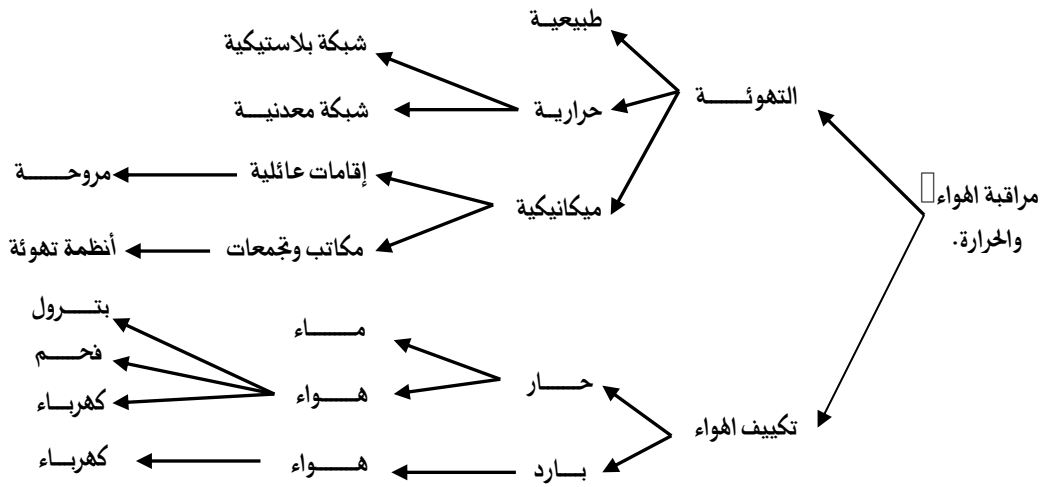 مراقبة الهواء
والحرارة.
التهوئة
طبيعية
حرارية
شبكة بلاستيكية
شبكة معدنية
ميكانيكية
إقامات عائلية
مروحة
مكاتب وتجمعات
أنظمة تهوئة
تكييف الهواء
حار
ماء
هواء
بترول
فحم
كهرباء
بارد
هواء
كهرباء